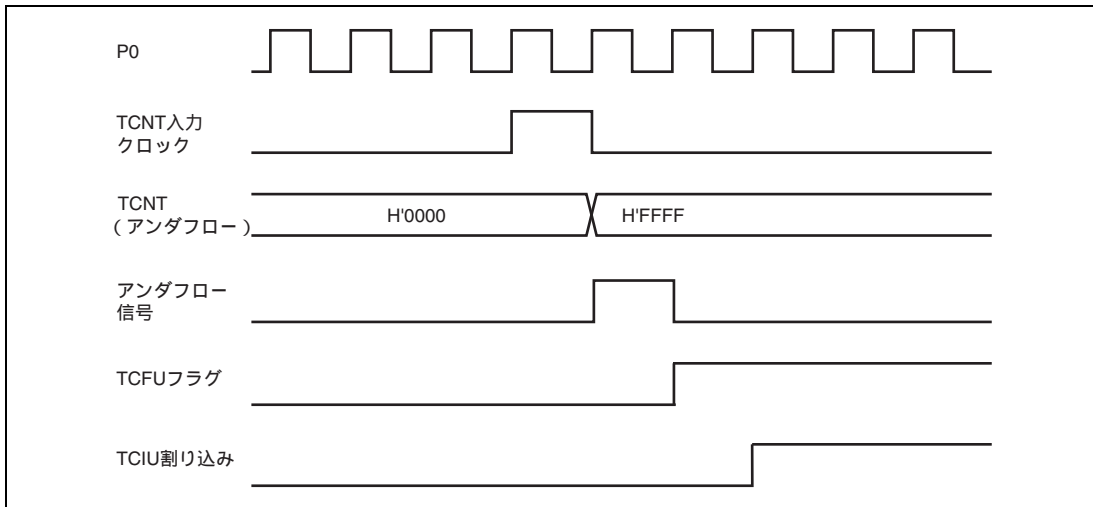 P0
TCNT入力
クロック
TCNT
（アンダフロー）
H'0000
H'FFFF
アンダフロー
信号
TCFUフラグ
TCIU割り込み